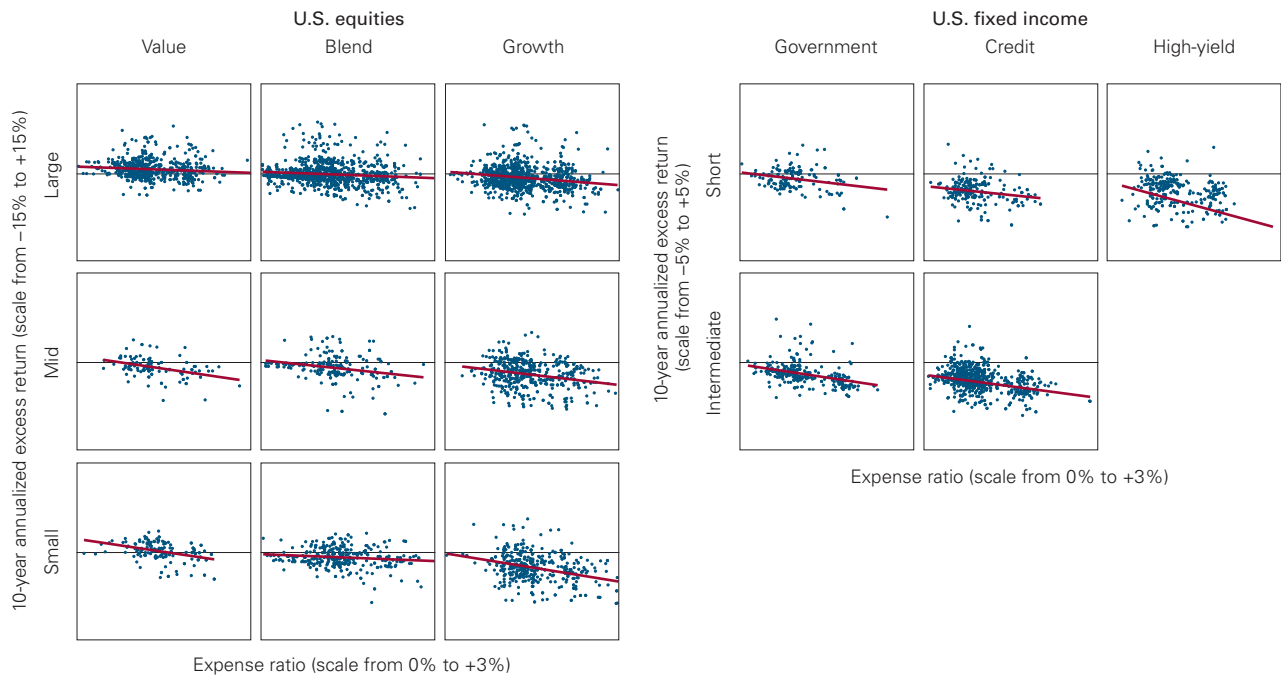 U.S. equities
Value
Blend
Growth
10-year annualized excess return (scale from –15% to +15%)
Large
Mid
Small
Expense ratio (scale from 0% to +3%)
U.S. fixed income
Government
Credit
High-yield
10-year annualized excess return
(scale from –5% to +5%)
Short
Intermediate
Expense ratio (scale from 0% to +3%)